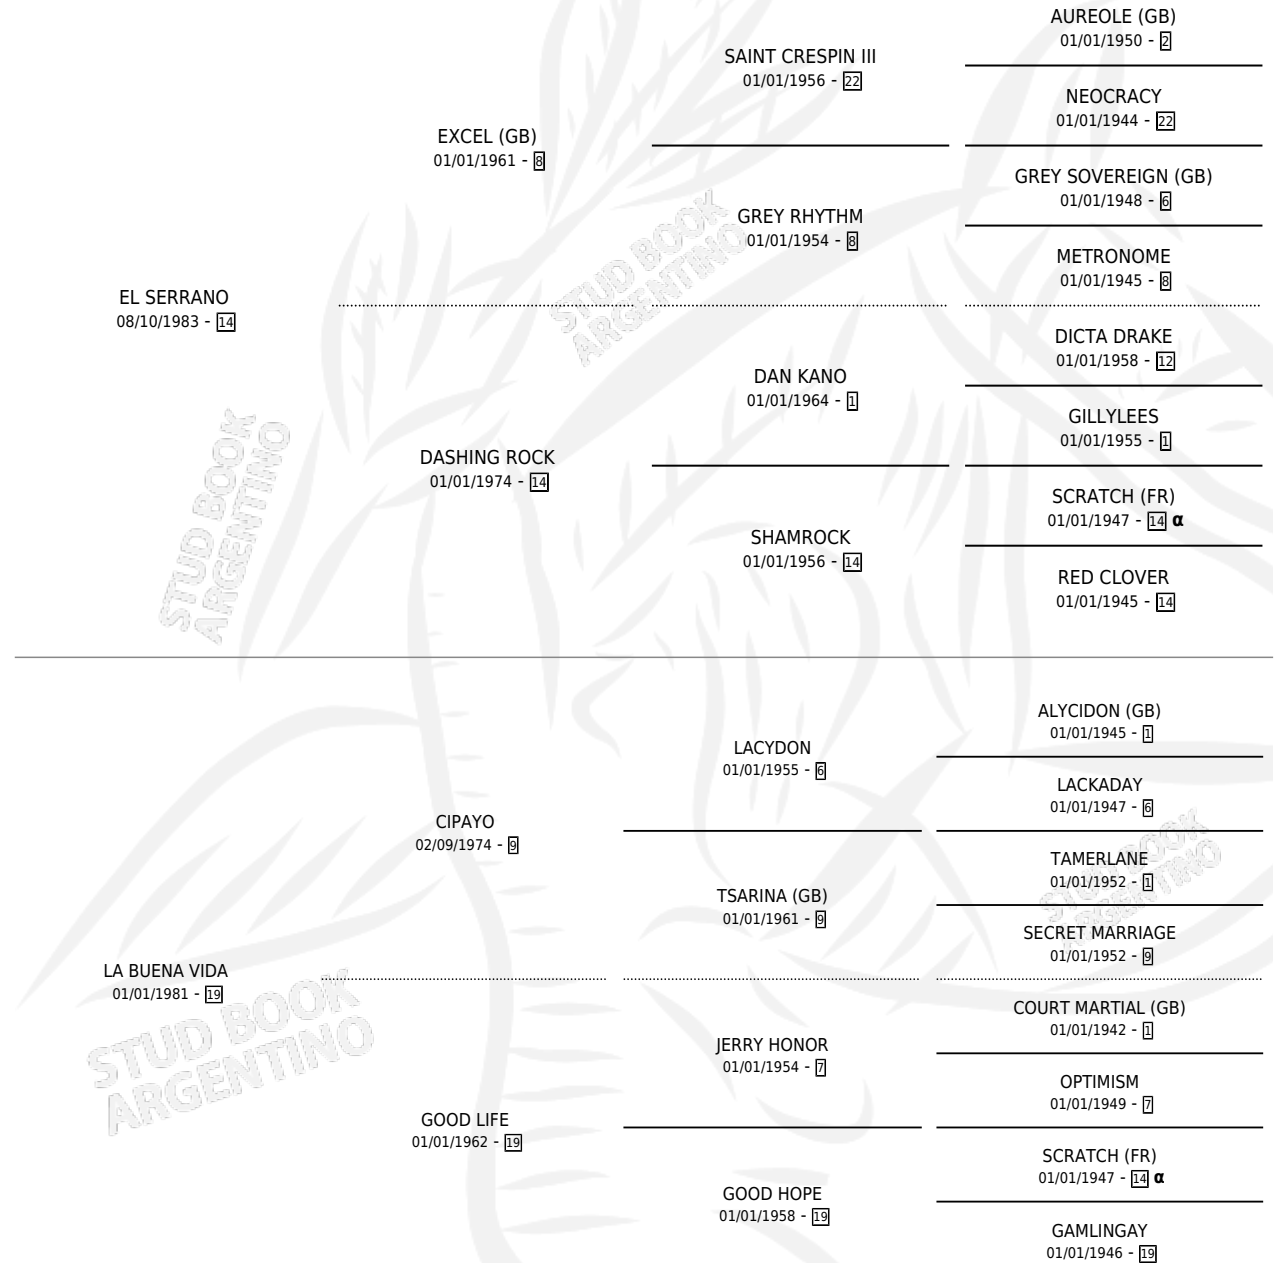 AUREOLE (GB)
01/01/1950 - 2
SAINT CRESPIN III
01/01/1956 - 22
NEOCRACY
01/01/1944 - 22
EXCEL (GB)
01/01/1961 - 8
GREY SOVEREIGN (GB)
01/01/1948 - 6
GREY RHYTHM
01/01/1954 - 8
METRONOME
01/01/1945 - 8
EL SERRANO
08/10/1983 - 14
DICTA DRAKE
01/01/1958 - 12
DAN KANO
01/01/1964 - 1
GILLYLEES
01/01/1955 - 1
DASHING ROCK
01/01/1974 - 14
SCRATCH (FR)
01/01/1947 - 14 α
SHAMROCK
01/01/1956 - 14
RED CLOVER
01/01/1945 - 14
ALYCIDON (GB)
01/01/1945 - 1
LACYDON
01/01/1955 - 6
LACKADAY
01/01/1947 - 6
CIPAYO
02/09/1974 - 9
TAMERLANE
01/01/1952 - 1
TSARINA (GB)
01/01/1961 - 9
SECRET MARRIAGE
01/01/1952 - 9
LA BUENA VIDA
01/01/1981 - 19
COURT MARTIAL (GB)
01/01/1942 - 1
JERRY HONOR
01/01/1954 - 7
OPTIMISM
01/01/1949 - 7
GOOD LIFE
01/01/1962 - 19
SCRATCH (FR)
01/01/1947 - 14 α
GOOD HOPE
01/01/1958 - 19
GAMLINGAY
01/01/1946 - 19
STUD BOOK
ARGENTINO
STUD BOOK
ARGENTINO
STUD BOOK
ARGENTINO
STUD BOOK
ARGENTINO